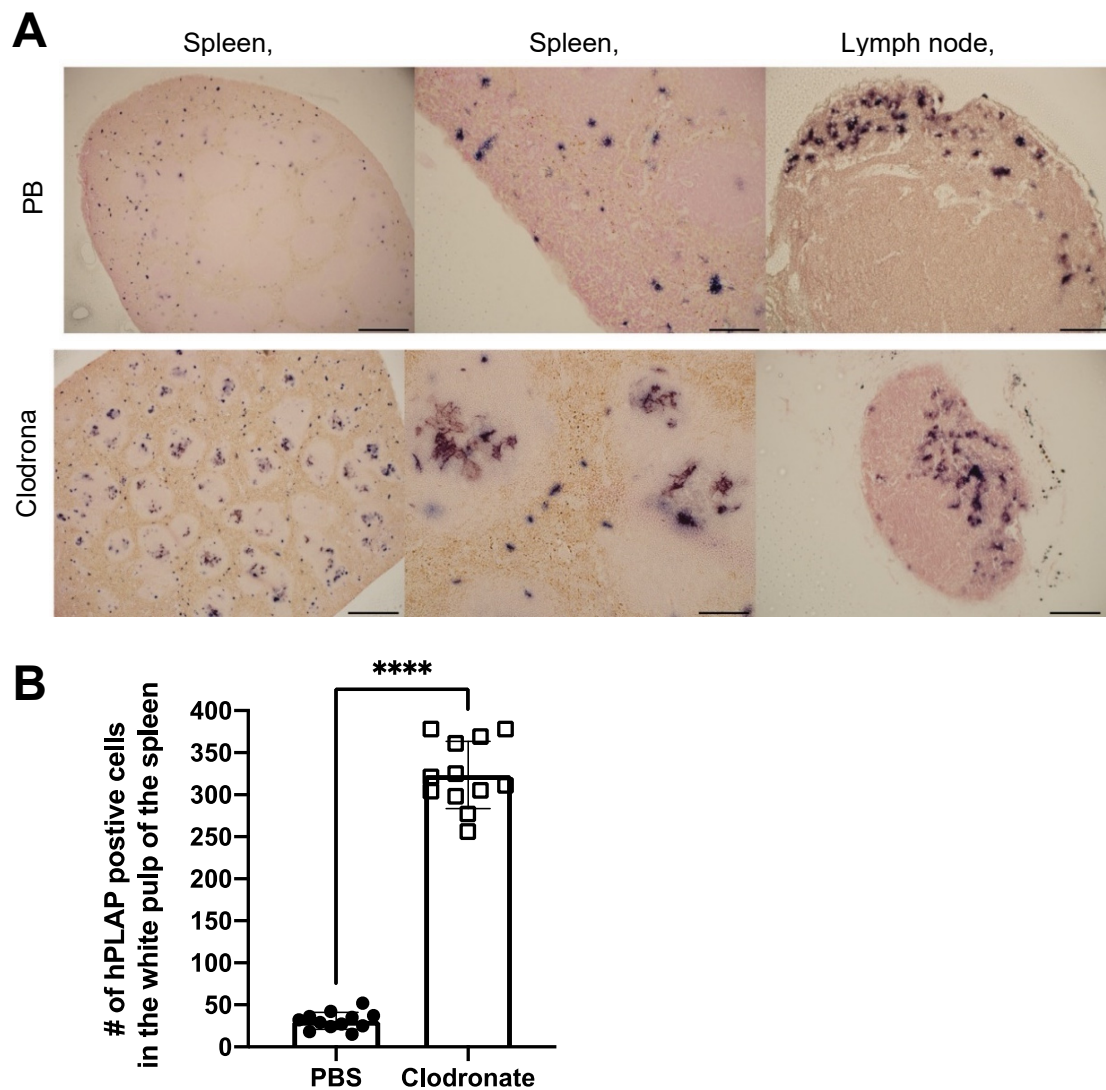 A
Spleen,
Spleen,
Lymph node,
PB
Clodrona
B
****
# of hPLAP postive cells
in the white pulp of the spleen
400
350
300
250
200
150
100
50
0
PBS
Clodronate